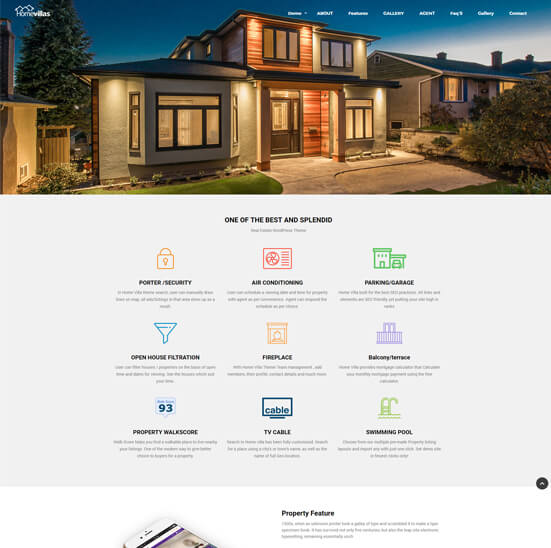 Homevillas
Home ABOUT Features GALLERY AGENT Faq'S Gallery Contact
ONE OF THE BEST AND SPLENDID
Real Estate WordPress Theme
PORTER /SECURITY
In Home Villa theme search, user can manually draw
lines on map, all ads/listings in that area show up as a
result.
AIR CONDITIONING
User can schedule a viewing date and time for property
with agent as per convenience. Agent can respond the
schedule as per choice
PARKING/GARAGE
Home Villa built for the best SEO practices. All links and
elements are SEO friendly yet putting your site high in
ranks
OPEN HOUSE FILTRATION
User can filter houses / properties on the basis of open
time and dates for viewing. See the houses which suit
your time.
FIREPLACE
With Home Villa Theme Team management , add
members, their profile, contact details and much more.
Balcony/terrace
Home Villa provides mortgage calculator that Calculate
your monthly mortgage payment using the free
calculator.
Walk Score
93
PROPERTY WALKSCORE
Walk Score helps you find a walkable place to live nearby
your listings. One of the modern way to give better
choice to buyers for a property.
cable
TV CABLE
Search in Home villa has been fully customized. Search
for a place using a city's or town's name, as well as the
name of full Geo-location.
SWIMMING POOL
Choose from our multiple pre-made Property listing
layouts and import any with just one click. Set demo site
in fewest clicks only!
Property Feature
1500s, when an unknown printer took a galley of type and scrambled it to make a type
specimen book. It has survived not only five centuries, but also the leap into electronic
typesetting, remaining essentially unch